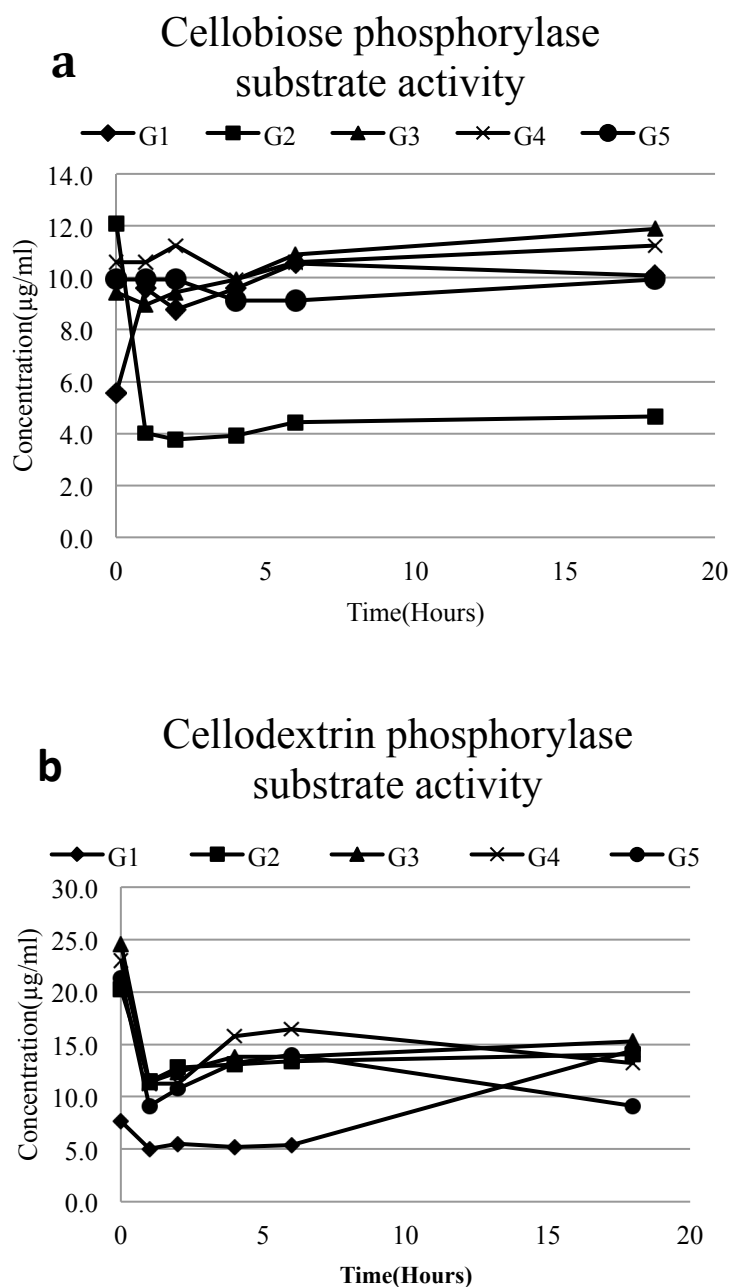 a
Cellobiose phosphorylase
substrate activity
G1 G2 G3 G4 G5
14.0
12.0
10.0
8.0
6.0
4.0
2.0
0.0
Concentration(µg/ml)
0 5 10 15 20
Time(Hours)
b
Cellodextrin phosphorylase
substrate activity
G1 G2 G3 G4 G5
30.0
25.0
20.0
15.0
10.0
5.0
0.0
Concentration(µg/ml)
0 5 10 15 20
Time(Hours)